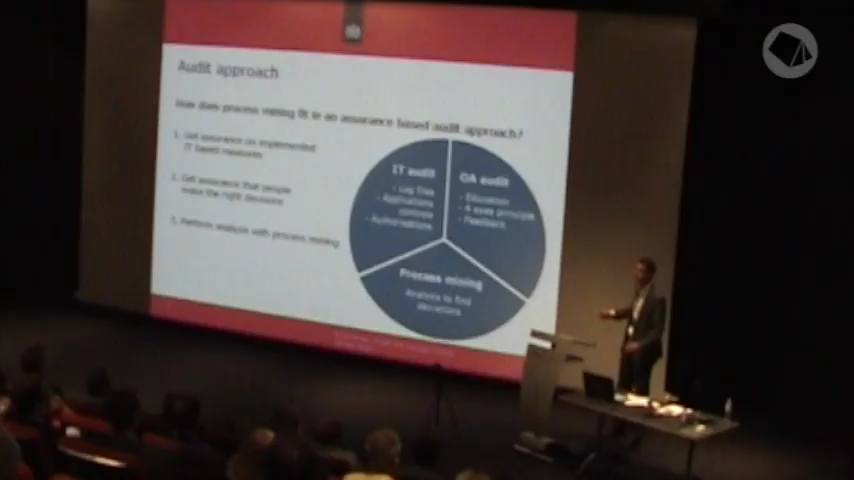 Audit approach
How does process mining fit in an assurance based audit approach?
1. Get assurance on implemented
IT based measures
2. Get assurance that people
make the right decisions
3. Perform analysis with process mining
IT audit
- Log files
- Applications
controls
- Authorisations
OA audit
- Education
- 4 eyes principle
- Feedback
Process mining
Analysis to find
deviations